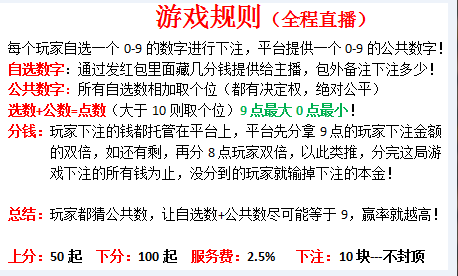 游戏规则（全程直播）
每个玩家自选一个 0-9 的数字进行下注，平台提供一个 0-9 的公共数字！
自选数字：通过发红包里面藏几分钱提供给主播，包外备注下注多少！
公共数字：所有自选数相加取个位（都有决定权，绝对公平）
选数+公数=点数（大于 10 则取个位）9 点最大 0 点最小！
分钱：玩家下注的钱都托管在平台上，平台先分拿 9 点的玩家下注金额
的双倍，如还有剩，再分 8 点玩家双倍，以此类推，分完这局游
戏下注的所有钱为止，没分到的玩家就输掉下注的本金！
总结：玩家都猜公共数，让自选数+公共数尽可能等于 9，赢率就越高！
上分：50 起 下分：100 起 服务费：2.5% 下注：10 块---不封顶